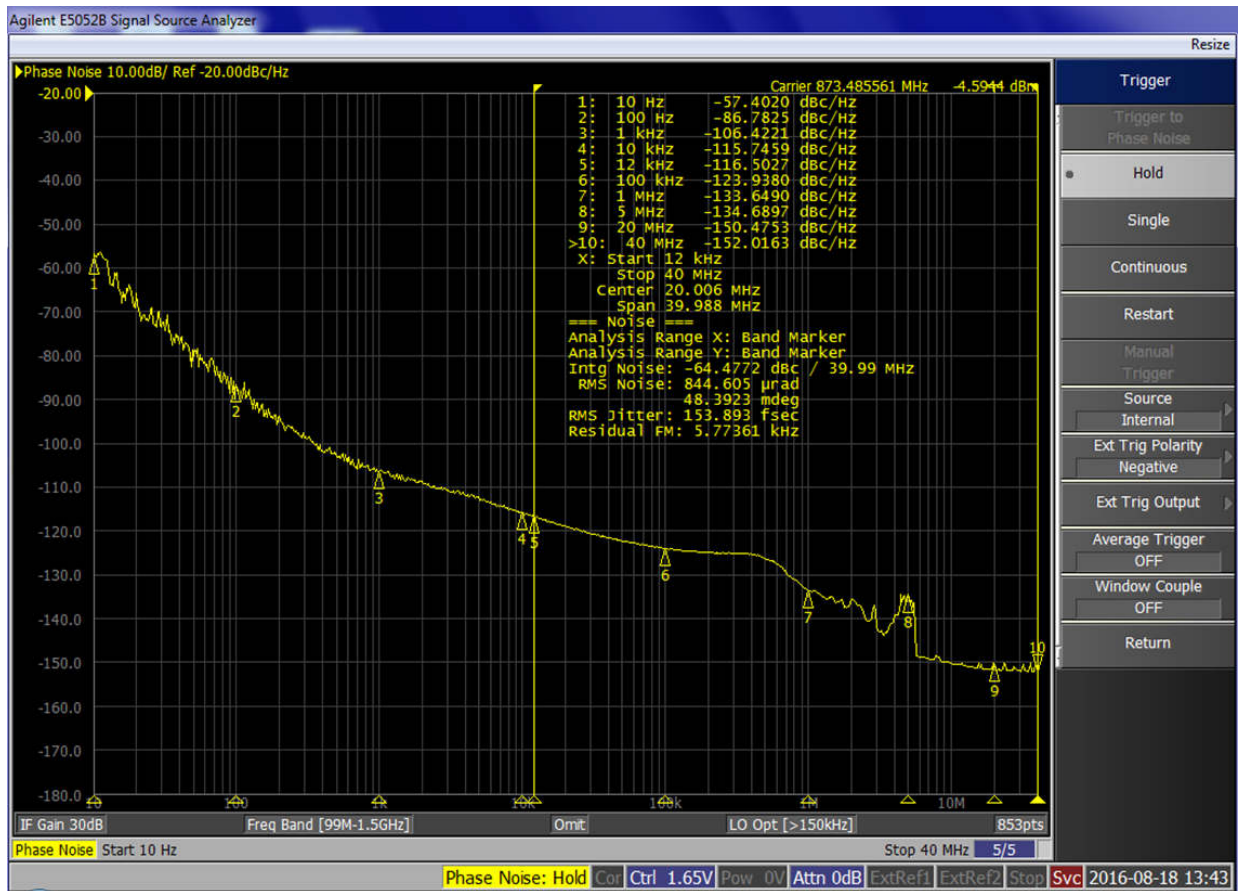 Agilent E5052B Signal Source Analyzer
Resize
▶Phase Noise 10.00dB/ Ref -20.00dBc/Hz
Carrier 873.485561 MHz -4.5944 dBm
-20.00
-30.00
-40.00
-50.00
-60.00
-70.00
-80.00
-90.00
-100.0
-110.0
-120.0
-130.0
-140.0
-150.0
-160.0
-170.0
-180.0
1: 10 Hz -57.4020 dBc/Hz
2: 100 Hz -86.7825 dBc/Hz
3: 1 kHz -106.4221 dBc/Hz
4: 10 kHz -115.7459 dBc/Hz
5: 12 kHz -116.5027 dBc/Hz
6: 100 kHz -123.9380 dBc/Hz
7: 1 MHz -133.6490 dBc/Hz
8: 5 MHz -134.6897 dBc/Hz
9: 20 MHz -150.4753 dBc/Hz
>10: 40 MHz -152.0163 dBc/Hz
X: Start 12 kHz
Stop 40 MHz
Center 20.006 MHz
Span 39.988 MHz
=== Noise ===
Analysis Range X: Band Marker
Analysis Range Y: Band Marker
Intg Noise: -64.4772 dBc / 39.99 MHz
RMS Noise: 844.605 µrad
48.3923 mdeg
RMS Jitter: 153.893 fsec
Residual FM: 5.77361 kHz
1
2
3
4
5
6
7
8
9
10
10
100
1k
10k
100k
1M
10M
IF Gain 30dB
Freq Band [99M-1.5GHz]
Omit
LO Opt [>150kHz]
853pts
Phase Noise Start 10 Hz
Stop 40 MHz 5/5
Phase Noise: Hold Cor Ctrl 1.65V Pow 0V Attn 0dB ExtRef1 ExtRef2 Stop Svc 2016-08-18 13:43
Trigger
Trigger to
Phase Noise
Hold
Single
Continuous
Restart
Manual
Trigger
Source
Internal
Ext Trig Polarity
Negative
Ext Trig Output
Average Trigger
OFF
Window Couple
OFF
Return